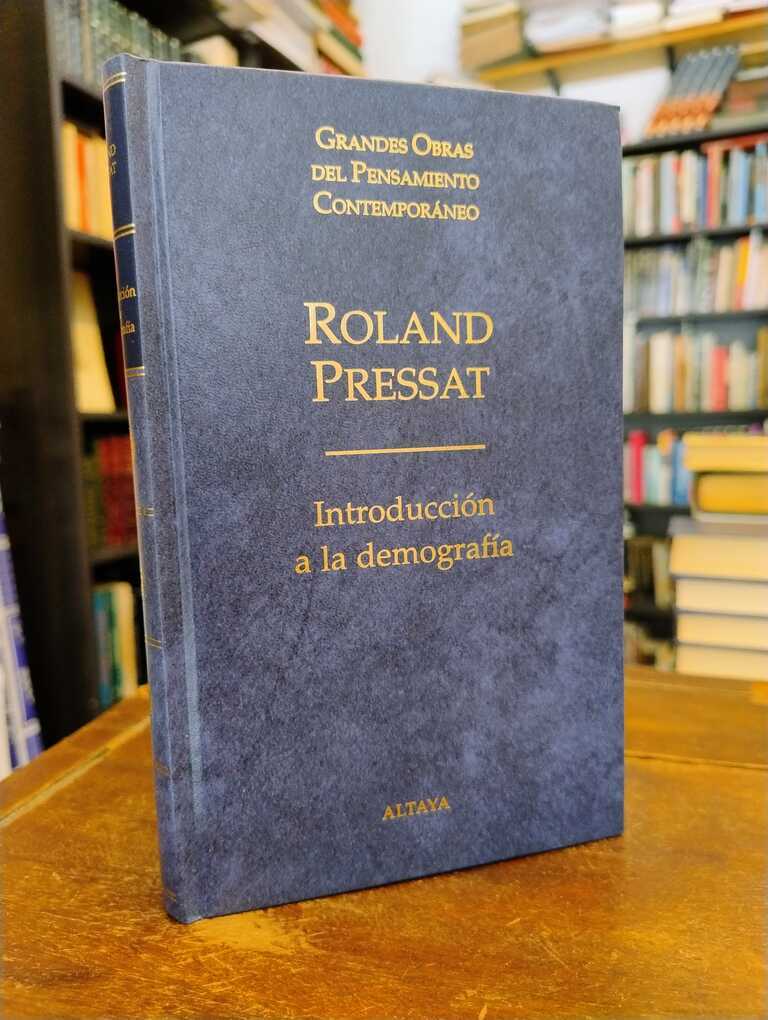 GRANDES OBRAS
DEL PENSAMIENTO
CONTEMPORÁNEO
ROLAND
PRESSAT
Introducción
a la demografía
ALTAYA